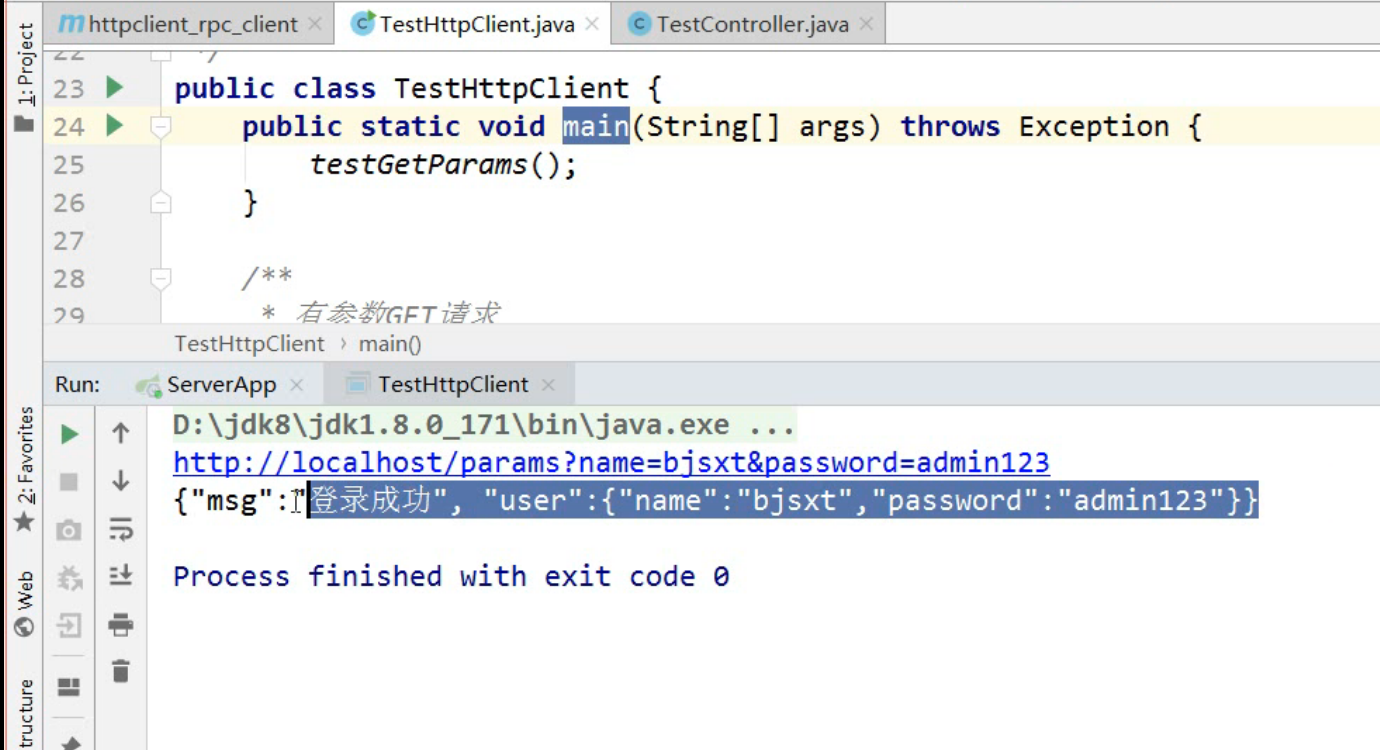 httpclient_rpc_client
TestHttpClient.java
TestController.java
1: Project
22 */
23 public class TestHttpClient {
24 public static void main(String[] args) throws Exception {
25 testGetParams();
26 }
27
28 /**
29 * 有参数GET请求
TestHttpClient › main()
Run: ServerApp TestHttpClient
2: Favorites
Web
D:\jdk8\jdk1.8.0_171\bin\java.exe ...
http://localhost/params?name=bjsxt&password=admin123
{"msg":"登录成功", "user":{"name":"bjsxt","password":"admin123"}}
Process finished with exit code 0
tructure